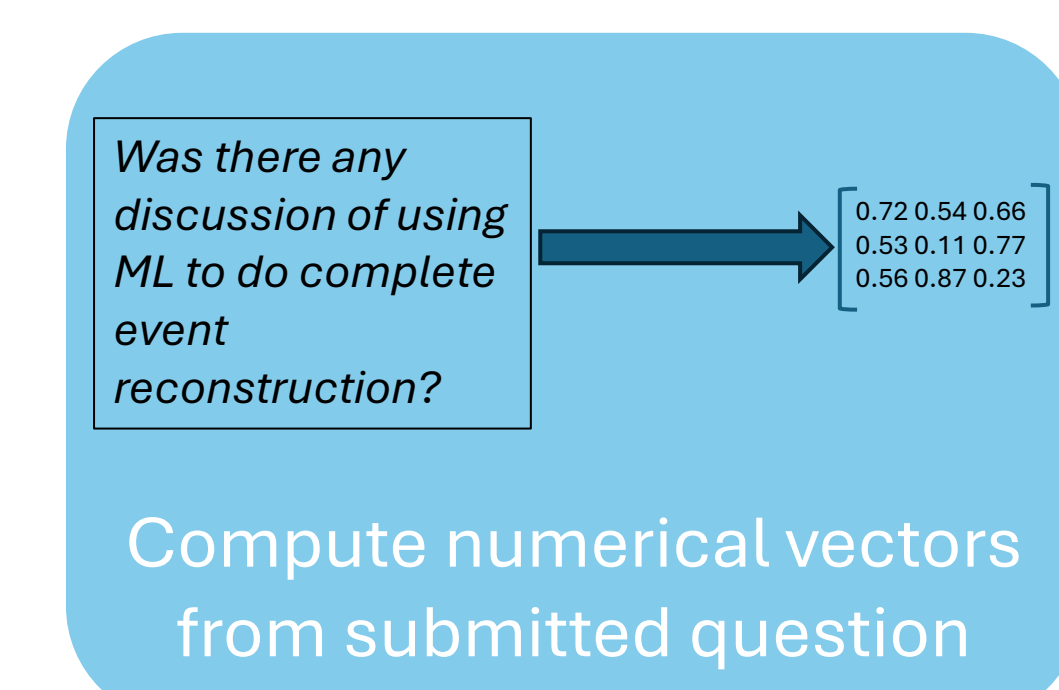 Was there any
discussion of using
ML to do complete
event
reconstruction?
0.72 0.54 0.66
0.53 0.11 0.77
0.56 0.87 0.23
Compute numerical vectors
from submitted question